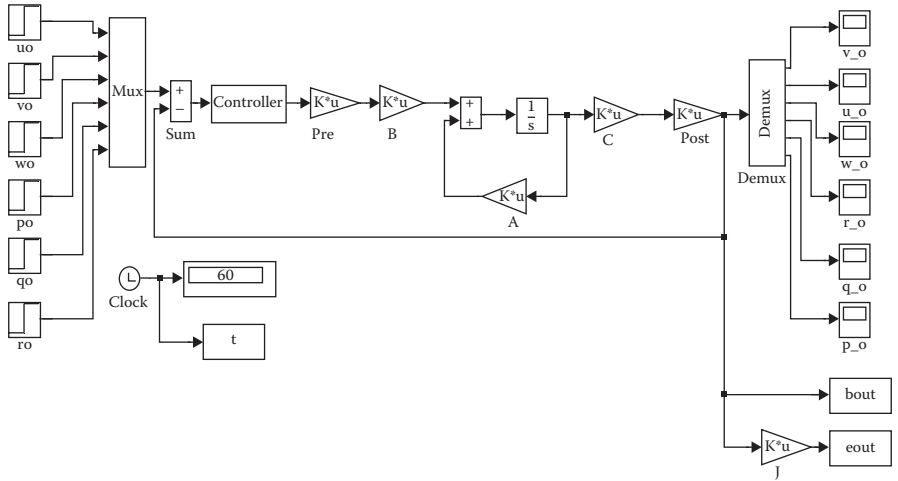 uo
vo
wo
po
qo
ro
Mux
+
−
Sum
Controller
K*u
Pre
K*u
B
+
+
1
s
K*u
A
K*u
C
K*u
Post
Demux
Demux
v_o
u_o
w_o
r_o
q_o
p_o
Clock
60
t
bout
K*u
J
eout